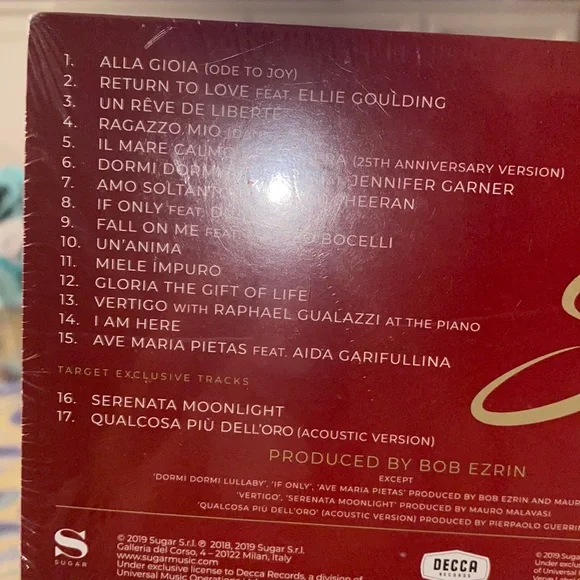 1. ALLA GIOIA (ODE TO JOY)
2. RETURN TO LOVE FEAT. ELLIE GOULDING
3. UN RÊVE DE LIBERTÉ
4. RAGAZZO MIO
5. IL MARE CALMO (25TH ANNIVERSARY VERSION)
6. DORMI DORMI JENNIFER GARNER
7. AMO SOLTANTO SHEERAN
8. IF ONLY FEAT.
9. FALL ON ME FEAT. BOCELLI
10. UN'ANIMA
11. MIELE IMPURO
12. GLORIA THE GIFT OF LIFE
13. VERTIGO WITH RAPHAEL GUALAZZI AT THE PIANO
14. I AM HERE
15. AVE MARIA PIETAS FEAT. AIDA GARIFULLINA
TARGET EXCLUSIVE TRACKS
16. SERENATA MOONLIGHT
17. QUALCOSA PIÙ DELL'ORO (ACOUSTIC VERSION)
PRODUCED BY BOB EZRIN
EXCEPT
'DORMI DORMI LULLABY', 'IF ONLY', 'AVE MARIA PIETAS' PRODUCED BY BOB EZRIN AND
'VERTIGO', 'SERENATA MOONLIGHT' PRODUCED BY MAURO MALAVASI
'QUALCOSA PIÙ DELL'ORO' (ACOUSTIC VERSION) PRODUCED BY PIERPAOLO
S
SUGAR
© 2019 Sugar S.r.l. ℗ 2018, 2019 Sugar S.r.l.
Galleria del Corso, 4 – 20122 Milan, Italy
www.sugarmusic.com
Under exclusive license to Decca Records, a division of
Universal Music Operations
DECCA
RECORDS
© 2019
Under exclus
of Universal